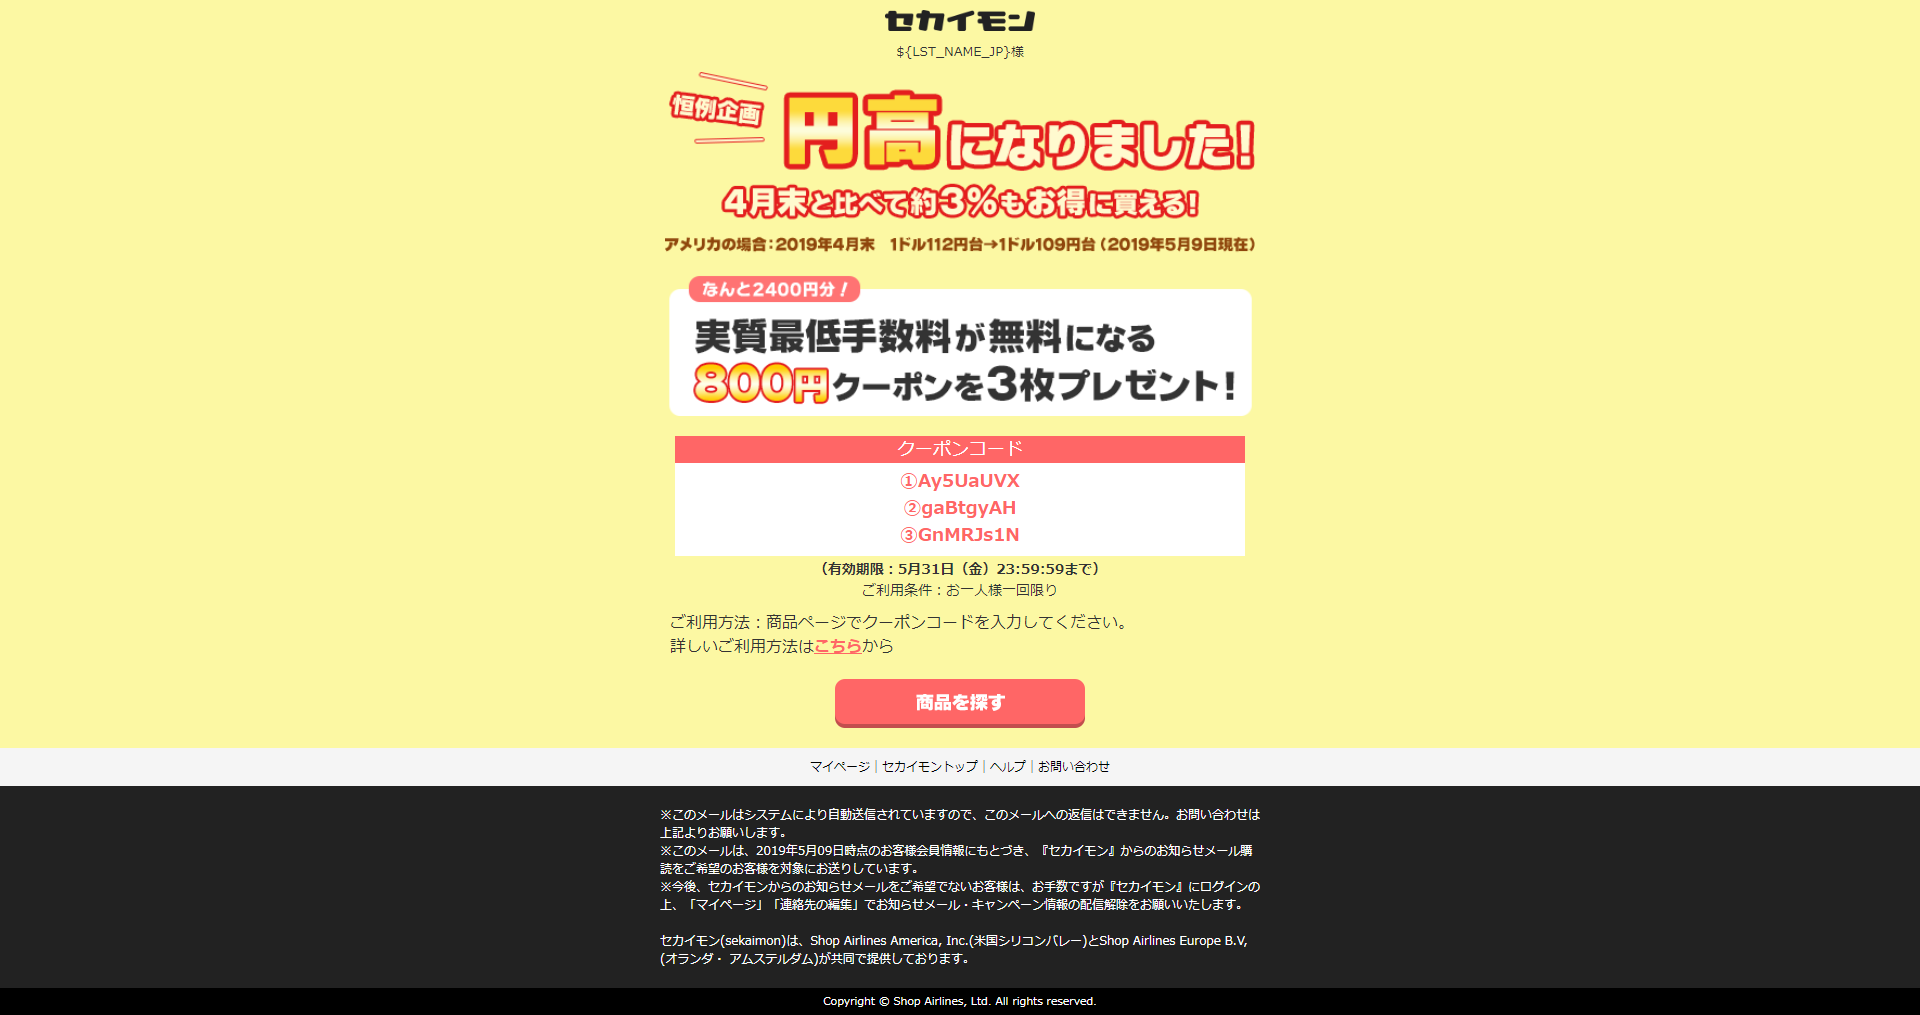 セカイモン
${LST_NAME_JP}様
恒例企画
円高になりました!
4月末と比べて約3%もお得に買える!
アメリカの場合：2019年4月末　1ドル112円台→1ドル109円台（2019年5月9日現在）
なんと2400円分！
実質最低手数料が無料になる
800円クーポンを3枚プレゼント!
クーポンコード
①Ay5UaUVX
②gaBtgyAH
③GnMRJs1N
（有効期限：5月31日（金）23:59:59まで）
ご利用条件：お一人様一回限り
ご利用方法：商品ページでクーポンコードを入力してください。
詳しいご利用方法はこちらから
商品を探す
マイページ｜セカイモントップ｜ヘルプ｜お問い合わせ
※このメールはシステムにより自動送信されていますので、このメールへの返信はできません。お問い合わせは
上記よりお願いします。
※このメールは、2019年5月09日時点のお客様会員情報にもとづき、『セカイモン』からのお知らせメール購
読をご希望のお客様を対象にお送りしています。
※今後、セカイモンからのお知らせメールをご希望でないお客様は、お手数ですが『セカイモン』にログインの
上、「マイページ」「連絡先の編集」でお知らせメール・キャンペーン情報の配信解除をお願いいたします。
セカイモン(sekaimon)は、Shop Airlines America, Inc.(米国シリコンバレー)とShop Airlines Europe B.V,
(オランダ・ アムステルダム)が共同で提供しております。
Copyright © Shop Airlines, Ltd. All rights reserved.